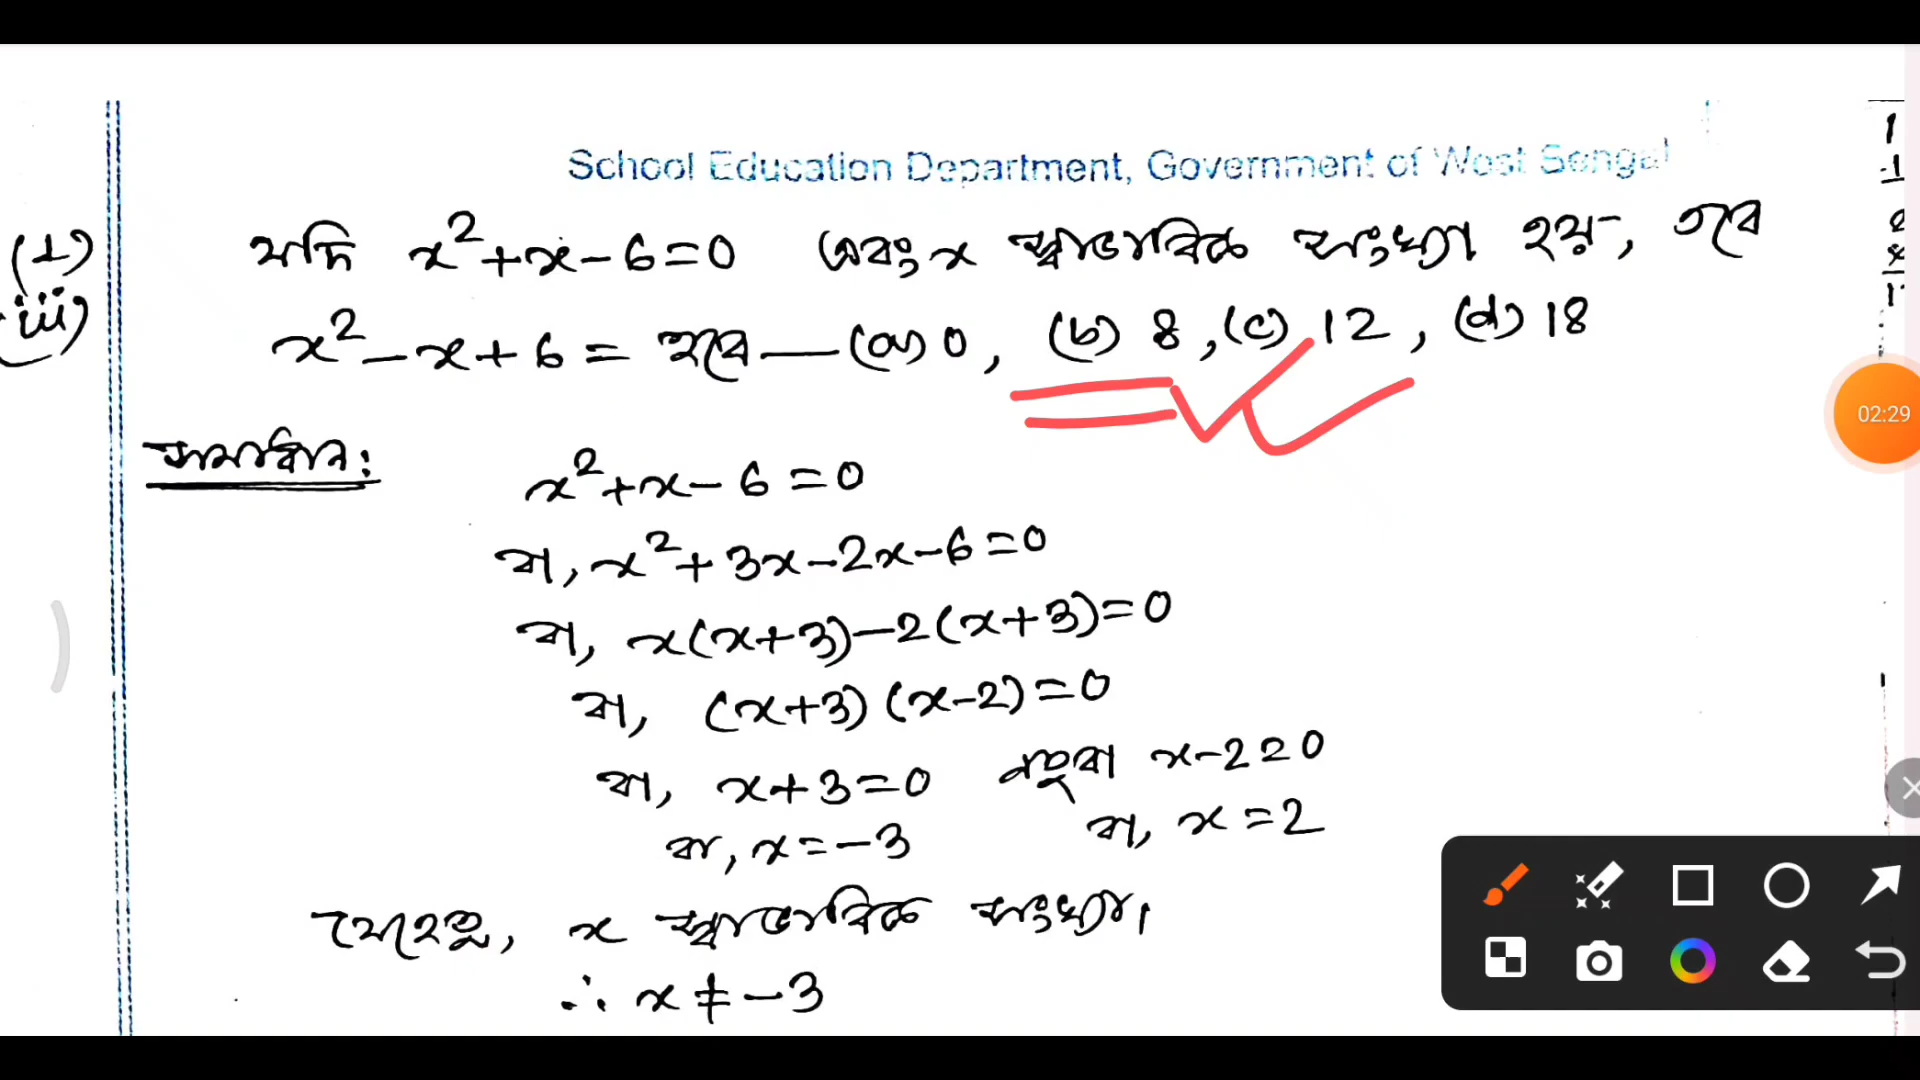 School Education Department, Government of West Bengal
(1)
(iii)
যদি x²+x-6=0 এবং x স্বাভাবিক সংখ্যা হয়, তবে
x²-x+6= হবে—(a) 0, (b) 8, (c) 12, (d) 18
সমাধান:
x²+x-6=0
বা, x²+3x-2x-6=0
বা, x(x+3)-2(x+3)=0
বা, (x+3)(x-2)=0
বা, x+3=0 অথবা x-2=0
বা, x=-3 বা, x=2
যেহেতু, x স্বাভাবিক সংখ্যা।
∴ x≠-3
02:29